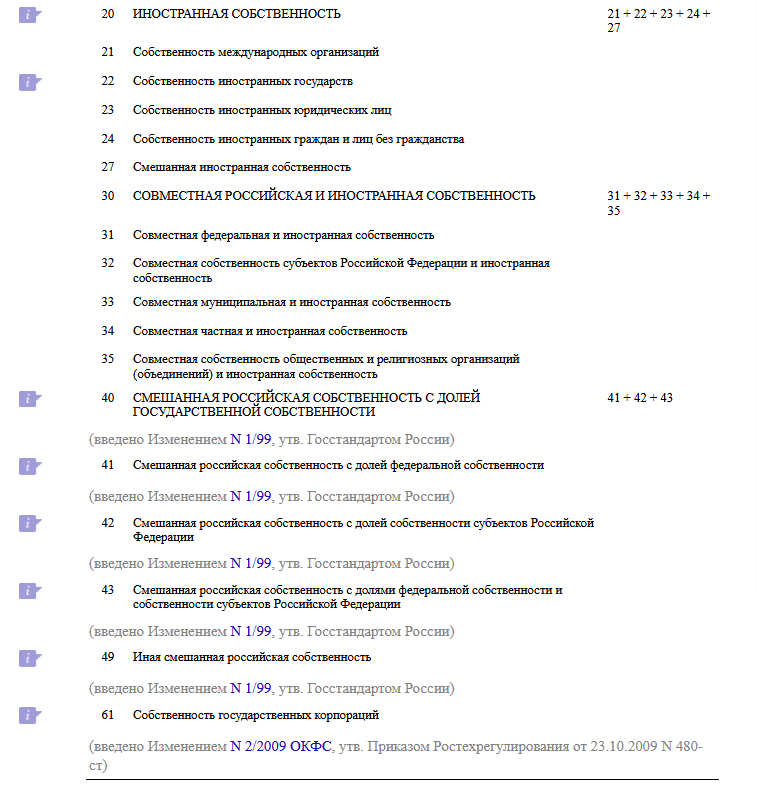 20 ИНОСТРАННАЯ СОБСТВЕННОСТЬ 21 + 22 + 23 + 24 +
27
21 Собственность международных организаций
22 Собственность иностранных государств
23 Собственность иностранных юридических лиц
24 Собственность иностранных граждан и лиц без гражданства
27 Смешанная иностранная собственность
30 СОВМЕСТНАЯ РОССИЙСКАЯ И ИНОСТРАННАЯ СОБСТВЕННОСТЬ 31 + 32 + 33 + 34 +
35
31 Совместная федеральная и иностранная собственность
32 Совместная собственность субъектов Российской Федерации и иностранная
собственность
33 Совместная муниципальная и иностранная собственность
34 Совместная частная и иностранная собственность
35 Совместная собственность общественных и религиозных организаций
(объединений) и иностранная собственность
40 СМЕШАННАЯ РОССИЙСКАЯ СОБСТВЕННОСТЬ С ДОЛЕЙ 41 + 42 + 43
ГОСУДАРСТВЕННОЙ СОБСТВЕННОСТИ
(введено Изменением N 1/99, утв. Госстандартом России)
41 Смешанная российская собственность с долей федеральной собственности
(введено Изменением N 1/99, утв. Госстандартом России)
42 Смешанная российская собственность с долей собственности субъектов Российской
Федерации
(введено Изменением N 1/99, утв. Госстандартом России)
43 Смешанная российская собственность с долями федеральной собственности и
собственности субъектов Российской Федерации
(введено Изменением N 1/99, утв. Госстандартом России)
49 Иная смешанная российская собственность
(введено Изменением N 1/99, утв. Госстандартом России)
61 Собственность государственных корпораций
(введено Изменением N 2/2009 ОКФС, утв. Приказом Ростехрегулирования от 23.10.2009 N 480-
ст)